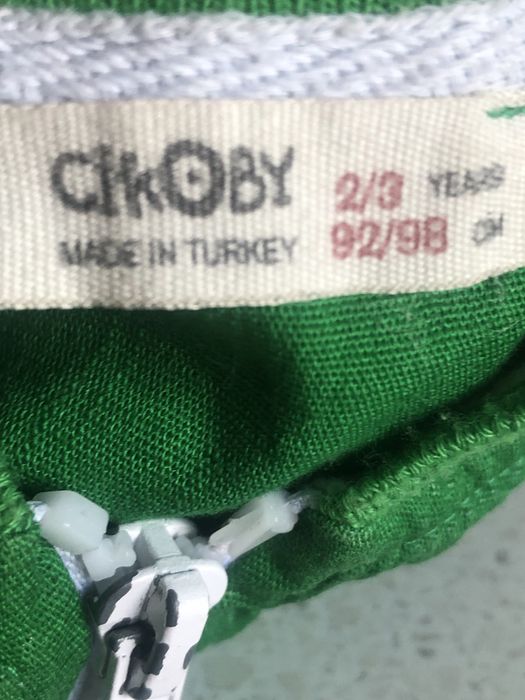 CIKOBY
2/3 YEARS
MADE IN TURKEY
92/98 CM